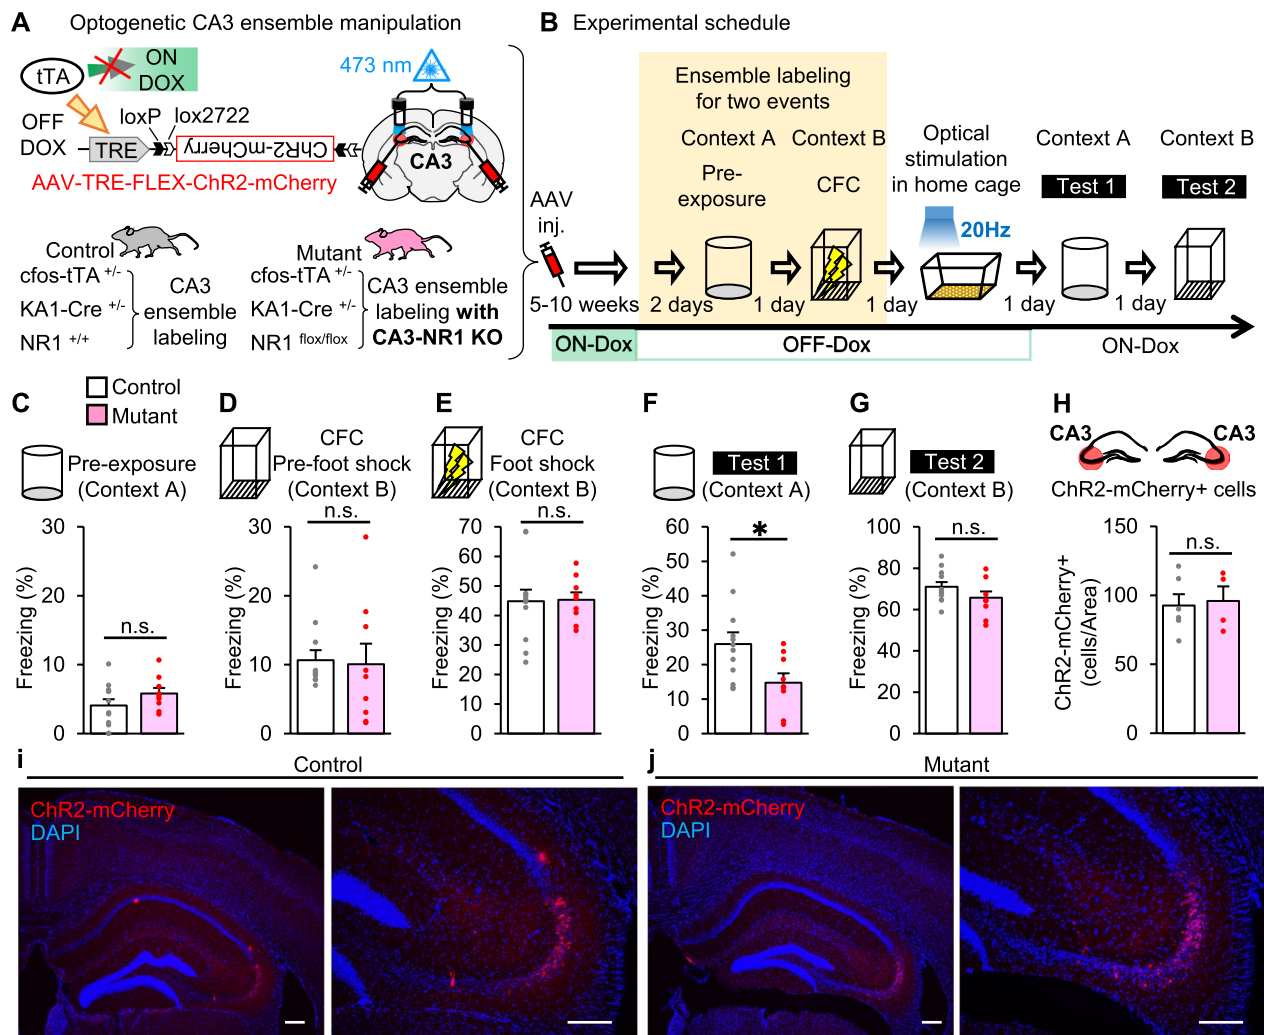 A Optogenetic CA3 ensemble manipulation
tTA
ON
DOX
473 nm
loxP lox2722
OFF
DOX
TRE
ChR2-mCherry
CA3
AAV-TRE-FLEX-ChR2-mCherry
Control
cfos-tTA +/-
KA1-Cre +/-
NR1 +/+
CA3
ensemble
labeling
Mutant
cfos-tTA +/-
KA1-Cre +/-
NR1 flox/flox
CA3 ensemble
labeling with
CA3-NR1 KO
B Experimental schedule
Ensemble labeling
for two events
Context A
Pre-
exposure
Context B
CFC
Optical
stimulation
in home cage
20Hz
Context A
Test 1
Context B
Test 2
AAV
inj.
5-10 weeks
2 days
1 day
1 day
1 day
1 day
ON-Dox
OFF-Dox
ON-Dox
Control
Mutant
C
Pre-exposure
(Context A)
Freezing (%)
30
20
10
0
n.s.
D
CFC
Pre-foot shock
(Context B)
Freezing (%)
30
20
10
0
n.s.
E
CFC
Foot shock
(Context B)
Freezing (%)
70
60
50
40
30
20
10
0
n.s.
F
Test 1
(Context A)
Freezing (%)
60
50
40
30
20
10
0
*
G
Test 2
(Context B)
Freezing (%)
100
80
60
40
20
0
n.s.
H
CA3 CA3
ChR2-mCherry+ cells
ChR2-mCherry+
(cells/Area)
150
100
50
0
n.s.
i Control
ChR2-mCherry
DAPI
j Mutant
ChR2-mCherry
DAPI